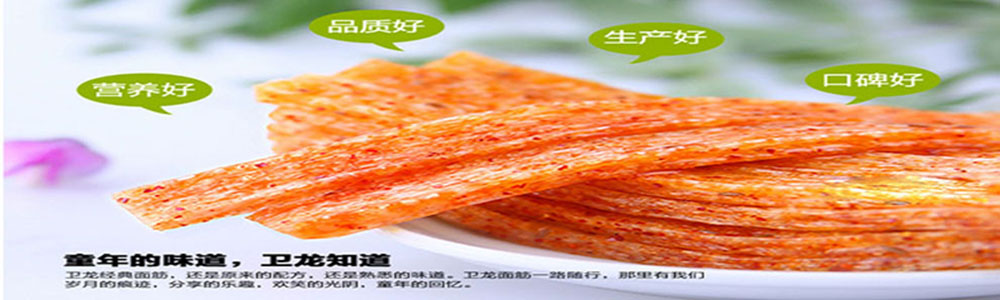 品质好
生产好
口碑好
营养好
童年的味道，卫龙知道
卫龙经典面筋，还是原来的配方，还是熟悉的味道。卫龙面筋一路随行，那里有我们
岁月的痕迹，分享的乐趣，欢笑的光阴，童年的回忆。